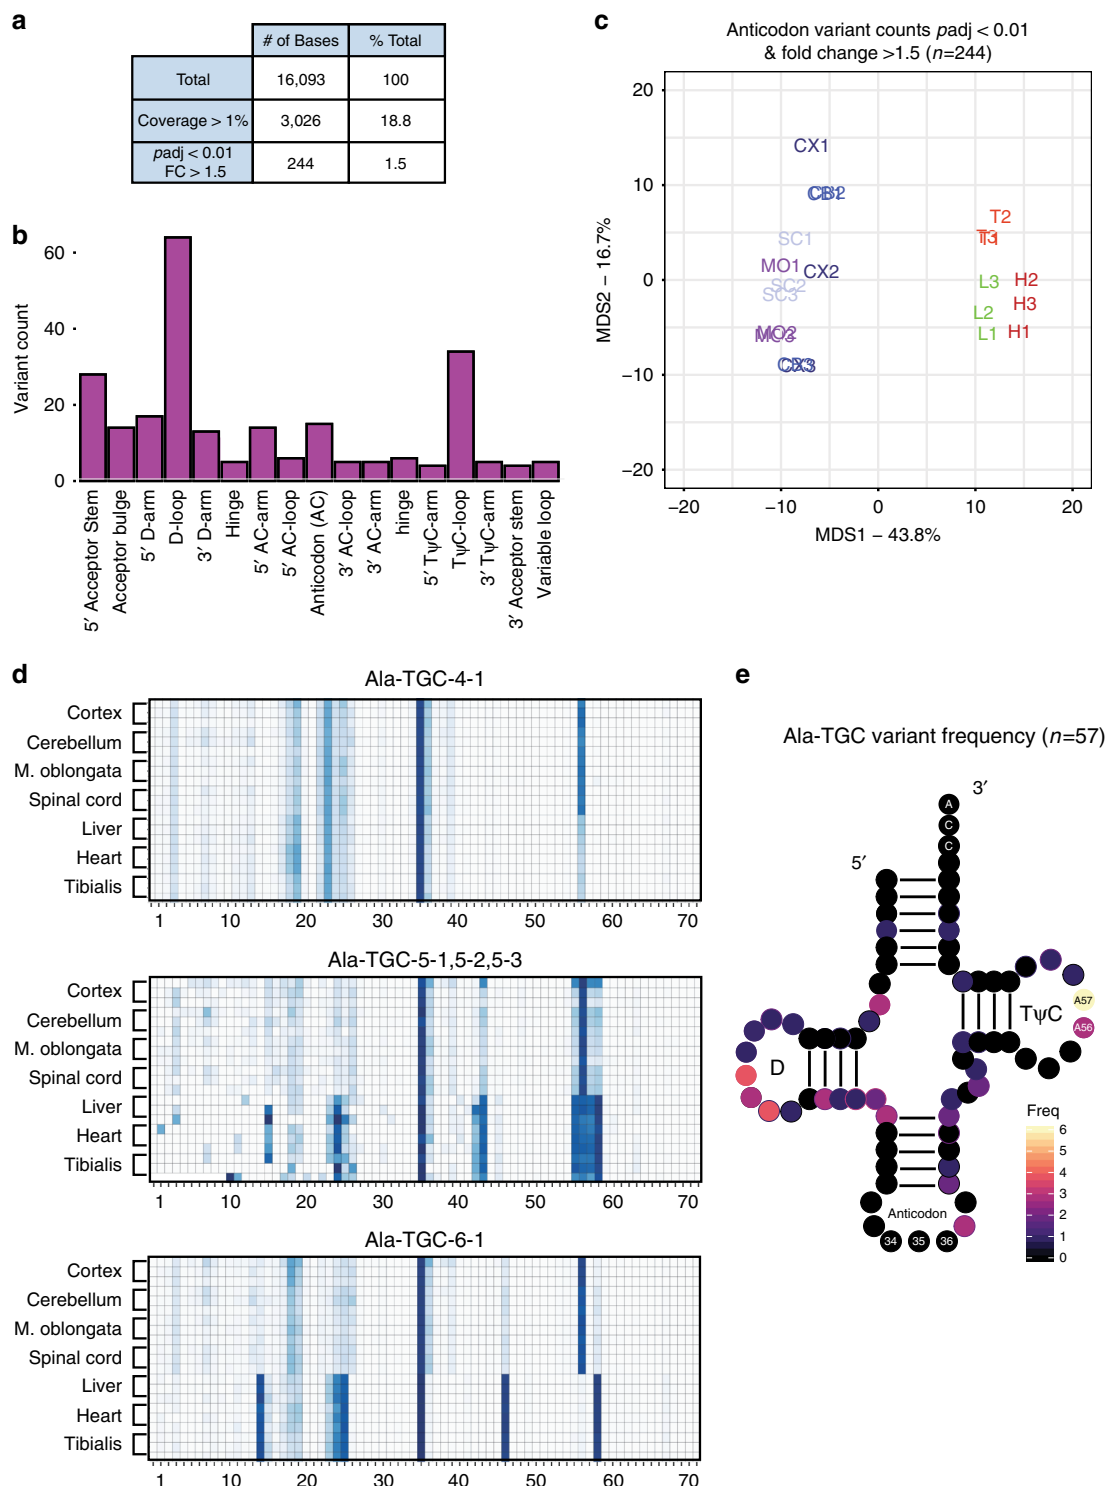 a
# of Bases % Total
Total 16,093 100
Coverage > 1% 3,026 18.8
padj < 0.01
FC > 1.5 244 1.5
b
Variant count
60
40
20
0
5′ Acceptor Stem
Acceptor bulge
5′ D-arm
D-loop
3′ D-arm
Hinge
5′ AC-arm
5′ AC-loop
Anticodon (AC)
3′ AC-loop
3′ AC-arm
hinge
5′ TψC-arm
TψC-loop
3′ TψC-arm
3′ Acceptor stem
Variable loop
c
Anticodon variant counts padj < 0.01
& fold change >1.5 (n=244)
MDS2 − 16.7%
20
10
0
−10
−20
CX1
CB1 CB2
SC1
MO1
CX2
SC2
SC3
MO2
MO3
CB3
CX3
T2
T3
T1
L3
H2
H3
L2
L1
H1
−20 −10 0 10 20
MDS1 − 43.8%
d
Ala-TGC-4-1
Cortex
Cerebellum
M. oblongata
Spinal cord
Liver
Heart
Tibialis
1 10 20 30 40 50 60 70
Ala-TGC-5-1,5-2,5-3
Cortex
Cerebellum
M. oblongata
Spinal cord
Liver
Heart
Tibialis
1 10 20 30 40 50 60 70
Ala-TGC-6-1
Cortex
Cerebellum
M. oblongata
Spinal cord
Liver
Heart
Tibialis
1 10 20 30 40 50 60 70
e
Ala-TGC variant frequency (n=57)
3′
A
C
C
5′
TψC
A57
A56
D
Anticodon
34 35 36
Freq
6
5
4
3
2
1
0